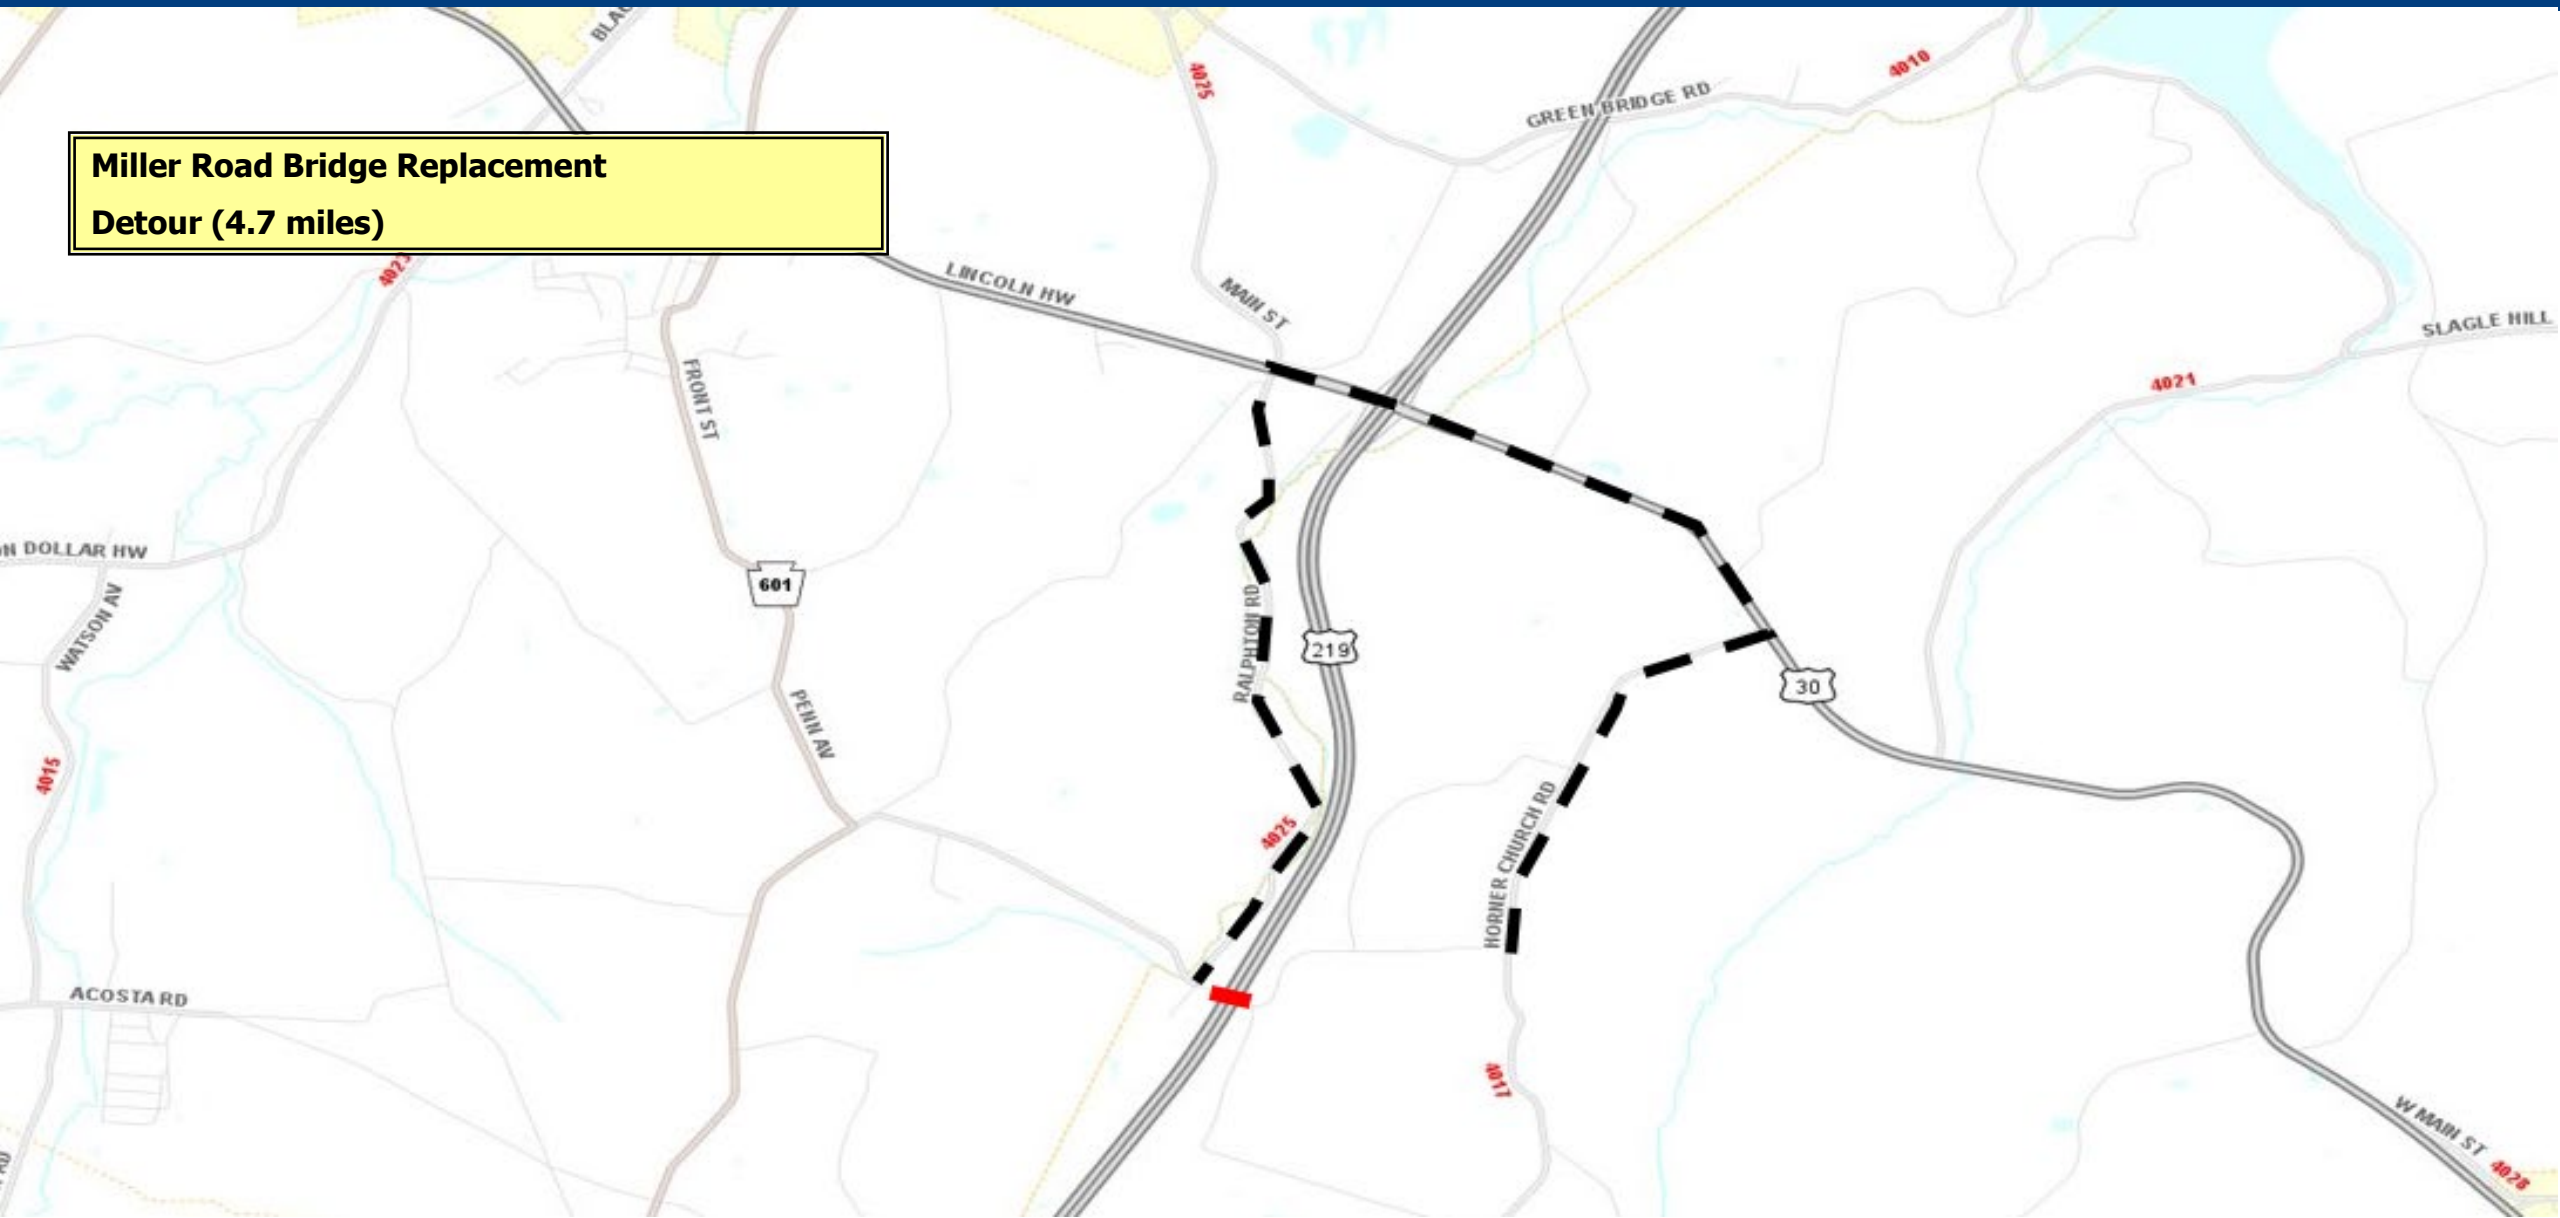 BLAC
4025
GREEN BRIDGE RD
4010
Miller Road Bridge Replacement
Detour (4.7 miles)
4023
LINCOLN HW
MAIN ST
SLAGLE HILL
4021
FRONT ST
ON DOLLAR HW
601
WATSON AV
RALPHTON RD
219
30
PENN AV
4015
4025
HORNER CHURCH RD
ACOSTA RD
4017
W MAIN ST
4028